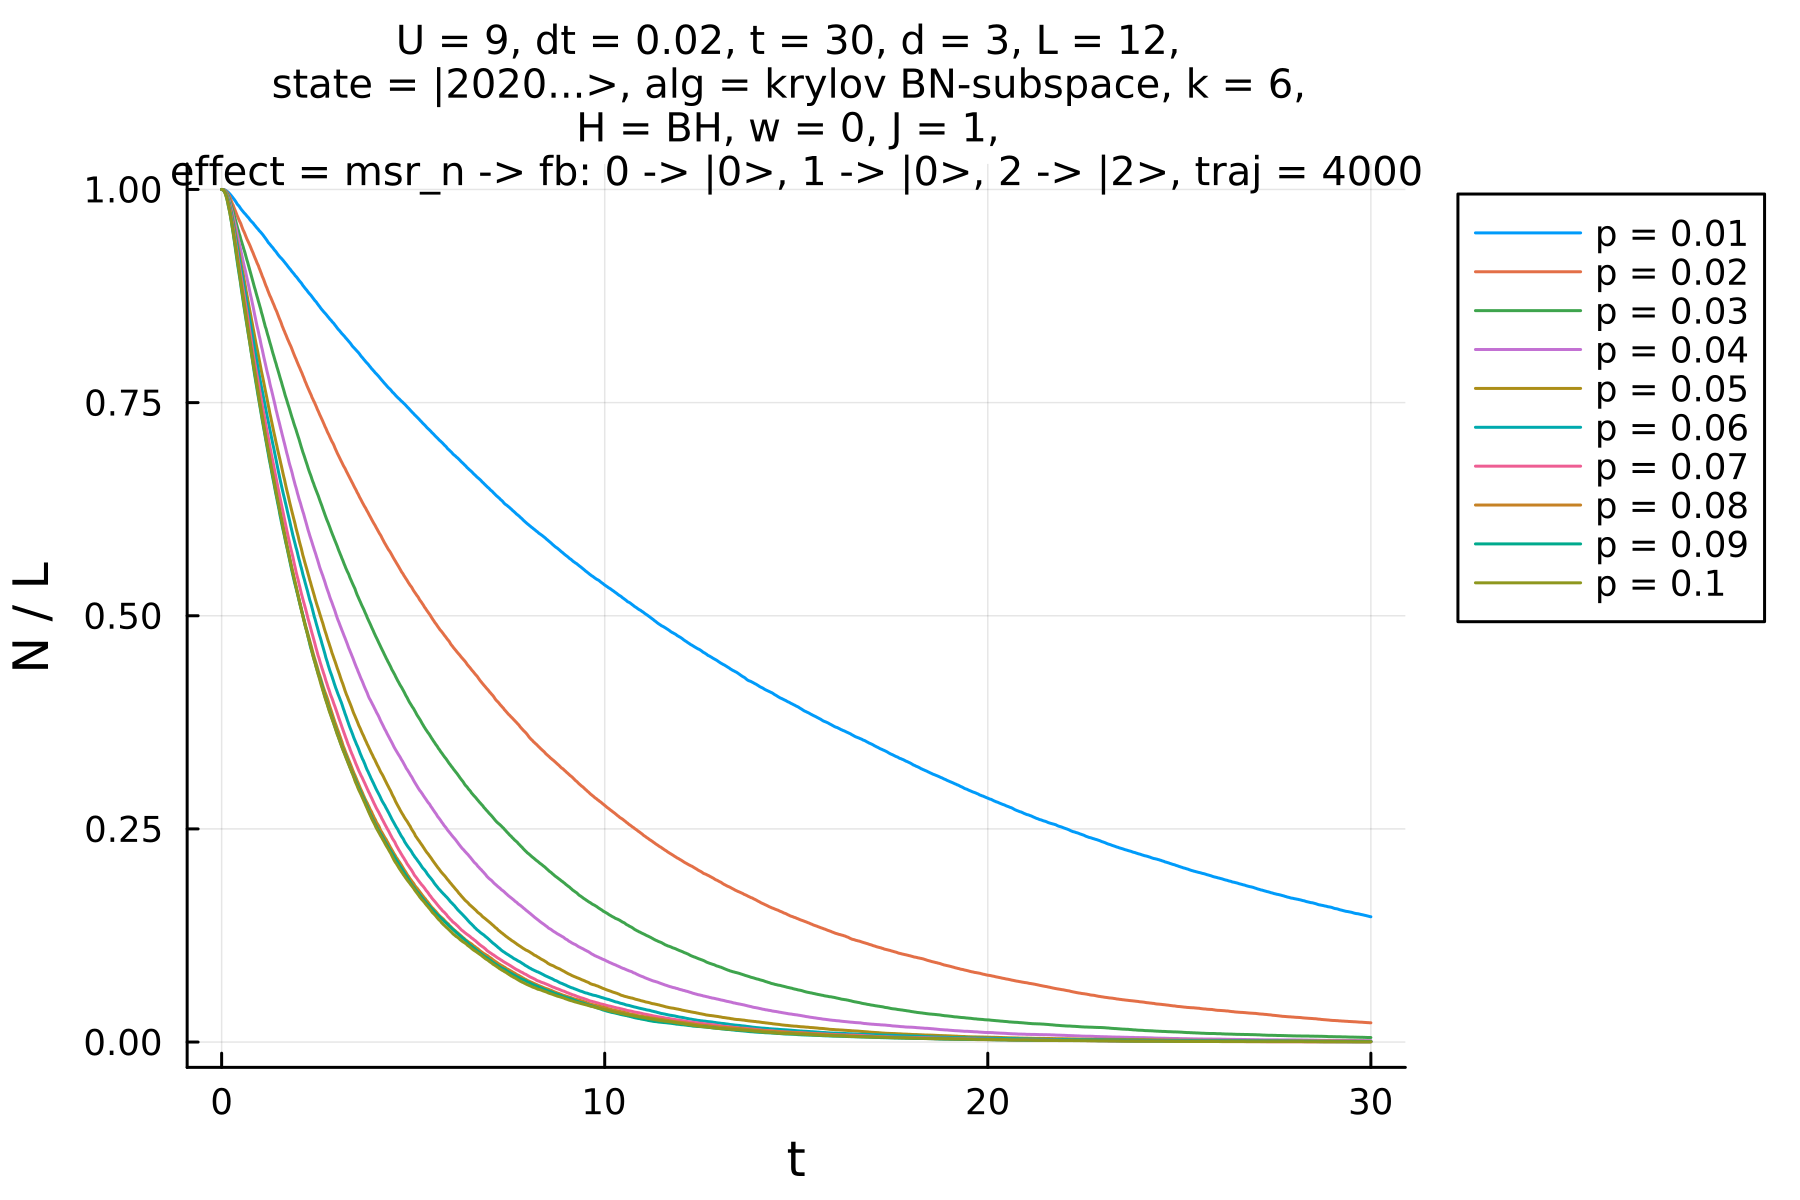 U = 9, dt = 0.02, t = 30, d = 3, L = 12,
state = |2020...>, alg = krylov BN-subspace, k = 6,
H = BH, w = 0, J = 1,
effect = msr_n -> fb: 0 -> |0>, 1 -> |0>, 2 -> |2>, traj = 4000
1.00
0.75
0.50
0.25
0.00
N / L
0
10
20
30
t
p = 0.01
p = 0.02
p = 0.03
p = 0.04
p = 0.05
p = 0.06
p = 0.07
p = 0.08
p = 0.09
p = 0.1